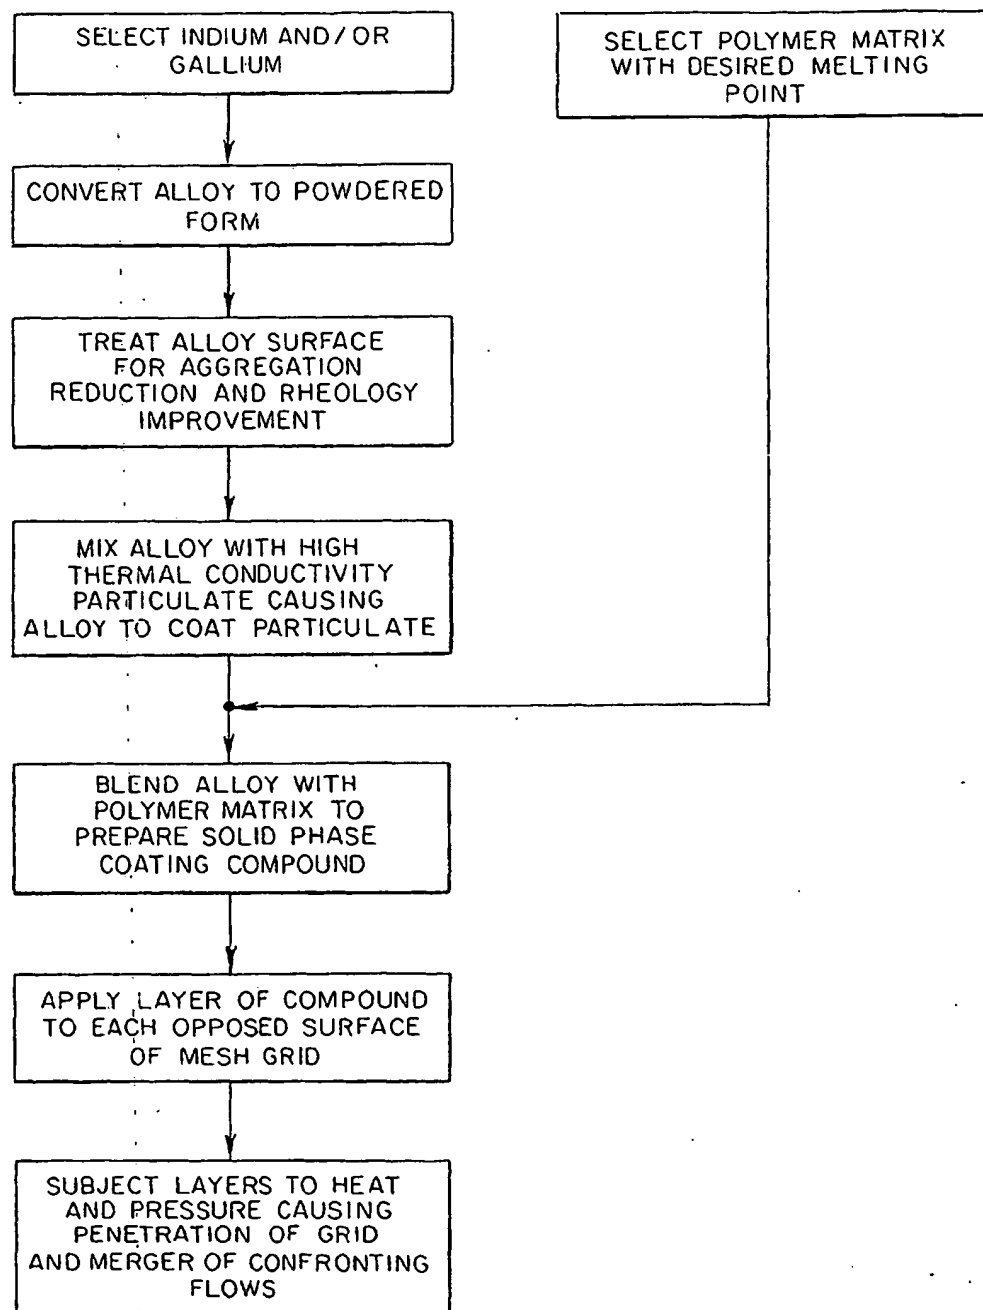 SELECT INDIUM AND/OR
GALLIUM
SELECT POLYMER MATRIX
WITH DESIRED MELTING
POINT
CONVERT ALLOY TO POWDERED
FORM
TREAT ALLOY SURFACE
FOR AGGREGATION
REDUCTION AND RHEOLOGY
IMPROVEMENT
MIX ALLOY WITH HIGH
THERMAL CONDUCTIVITY
PARTICULATE CAUSING
ALLOY TO COAT PARTICULATE
BLEND ALLOY WITH
POLYMER MATRIX TO
PREPARE SOLID PHASE
COATING COMPOUND
APPLY LAYER OF COMPOUND
TO EACH OPPOSED SURFACE
OF MESH GRID
SUBJECT LAYERS TO HEAT
AND PRESSURE CAUSING
PENETRATION OF GRID
AND MERGER OF CONFRONTING
FLOWS